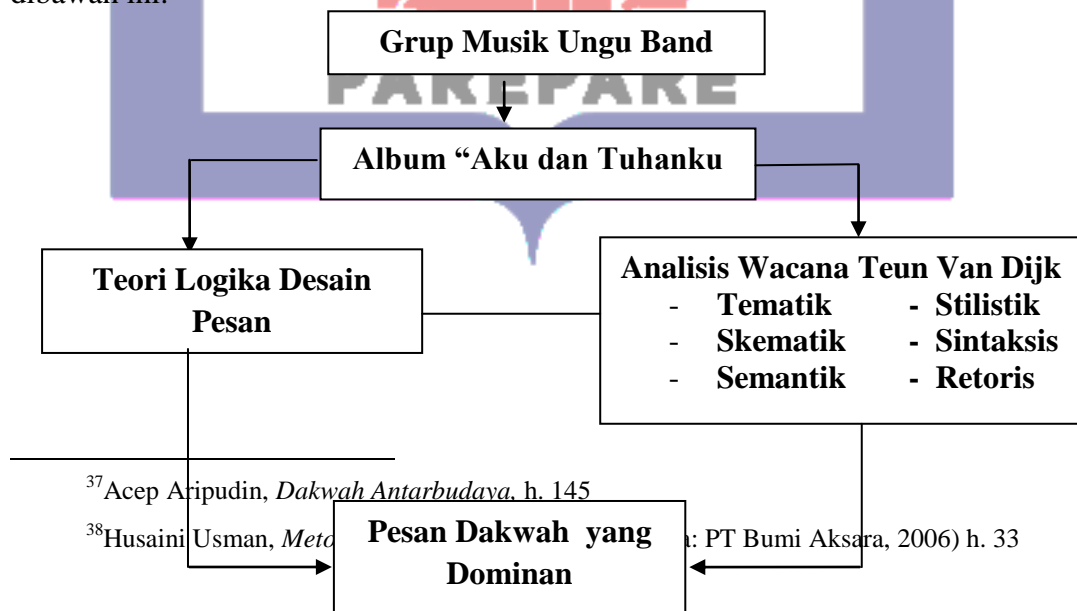 dibawah ini:
Grup Musik Ungu Band
PAREPARE
Album “Aku dan Tuhanku
Teori Logika Desain
Pesan
Analisis Wacana Teun Van Dijk
- Tematik - Stilistik
- Skematik - Sintaksis
- Semantik - Retoris
37Acep Aripudin, Dakwah Antarbudaya, h. 145
38Husaini Usman, : PT Bumi Aksara, 2006) h. 33
Pesan Dakwah yang
Dominan